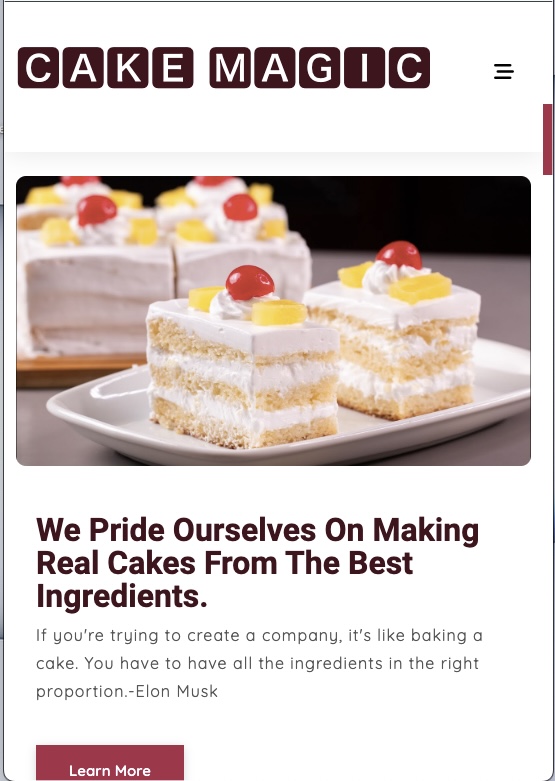 CAKE MAGIC
We Pride Ourselves On Making
Real Cakes From The Best
Ingredients.
If you're trying to create a company, it's like baking a
cake. You have to have all the ingredients in the right
proportion.-Elon Musk
Learn More